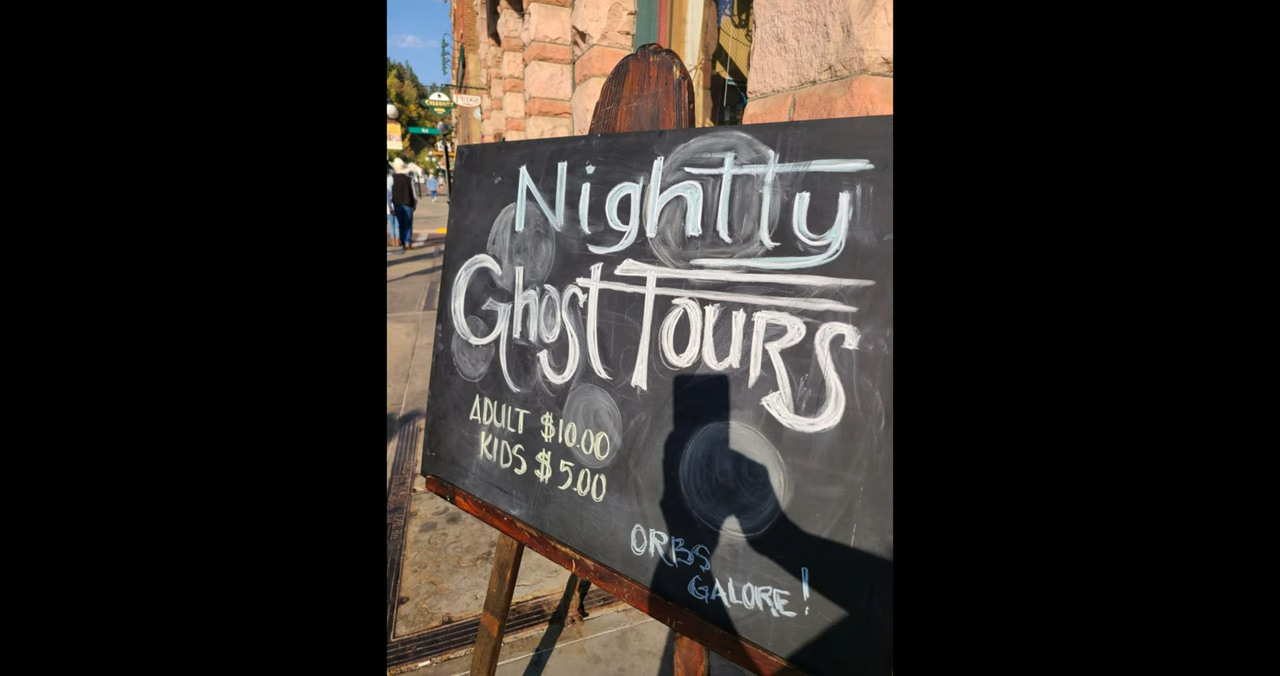 Nightly
Ghost Tours
ADULT $10.00
KIDS $5.00
ORBS
GALORE!